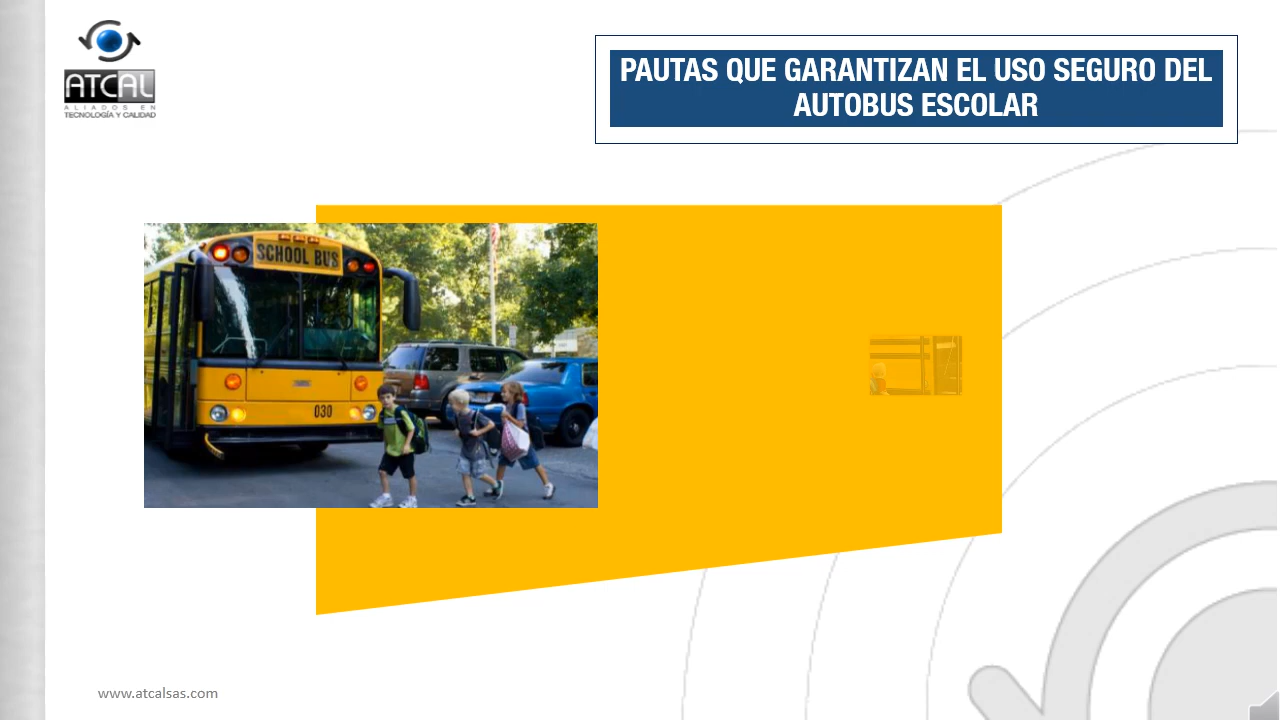 ATCAL
ALIADOS EN
TECNOLOGÍA Y CALIDAD
PAUTAS QUE GARANTIZAN EL USO SEGURO DEL
AUTOBUS ESCOLAR
SCHOOL BUS
030
www.atcalsas.com